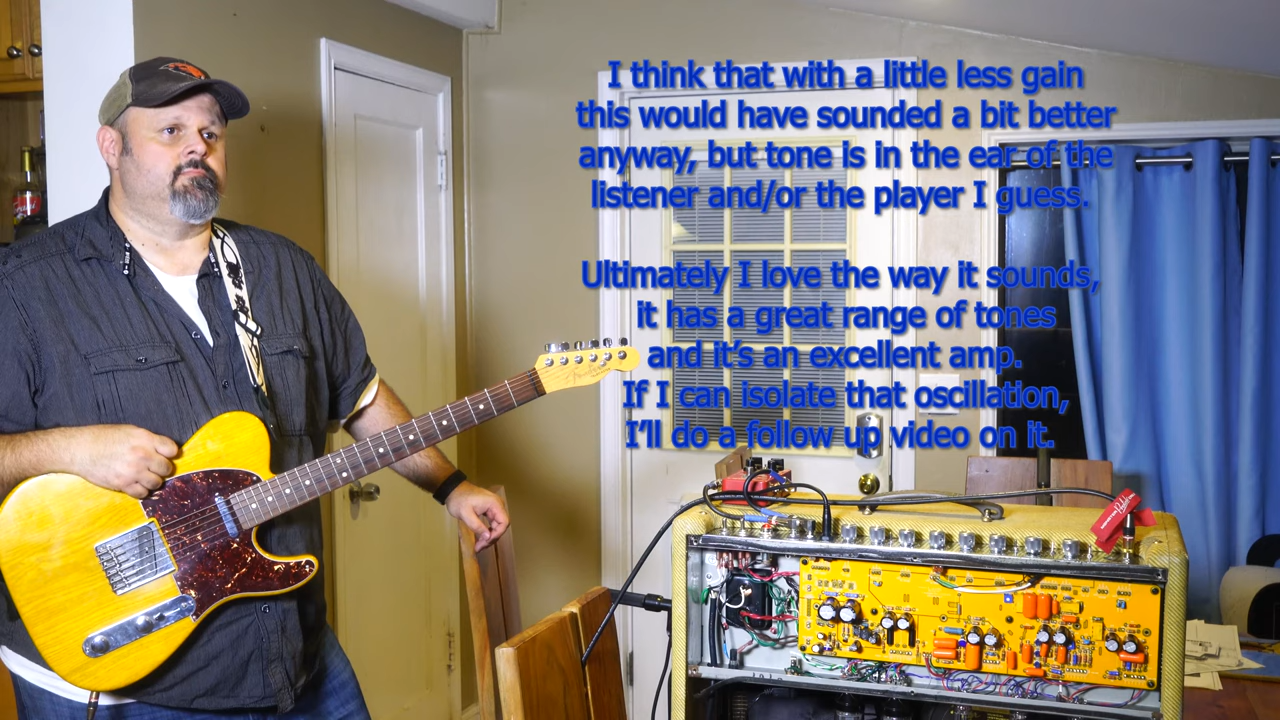 I think that with a little less gain
this would have sounded a bit better
anyway, but tone is in the ear of the
listener and/or the player I guess.
Ultimately I love the way it sounds,
it has a great range of tones
and it's an excellent amp.
If I can isolate that oscillation,
I'll do a follow up video on it.
Fender